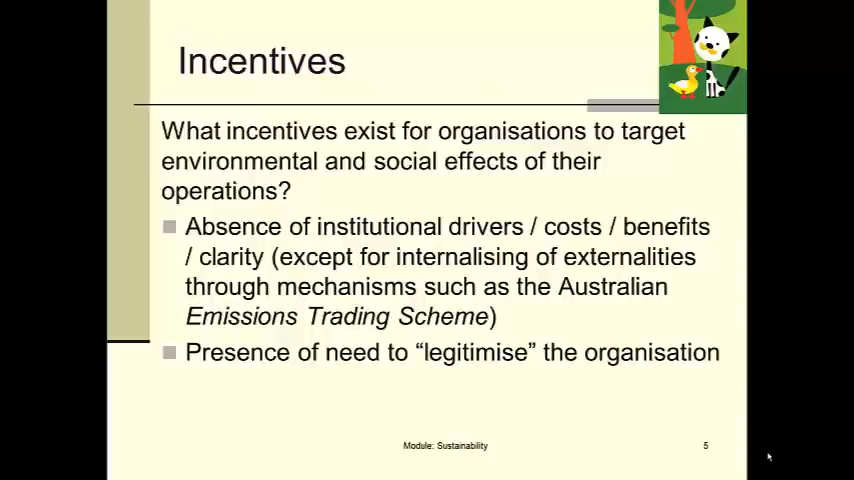 Incentives
What incentives exist for organisations to target
environmental and social effects of their
operations?
Absence of institutional drivers / costs / benefits
/ clarity (except for internalising of externalities
through mechanisms such as the Australian
Emissions Trading Scheme)
Presence of need to “legitimise” the organisation
Module: Sustainability
5